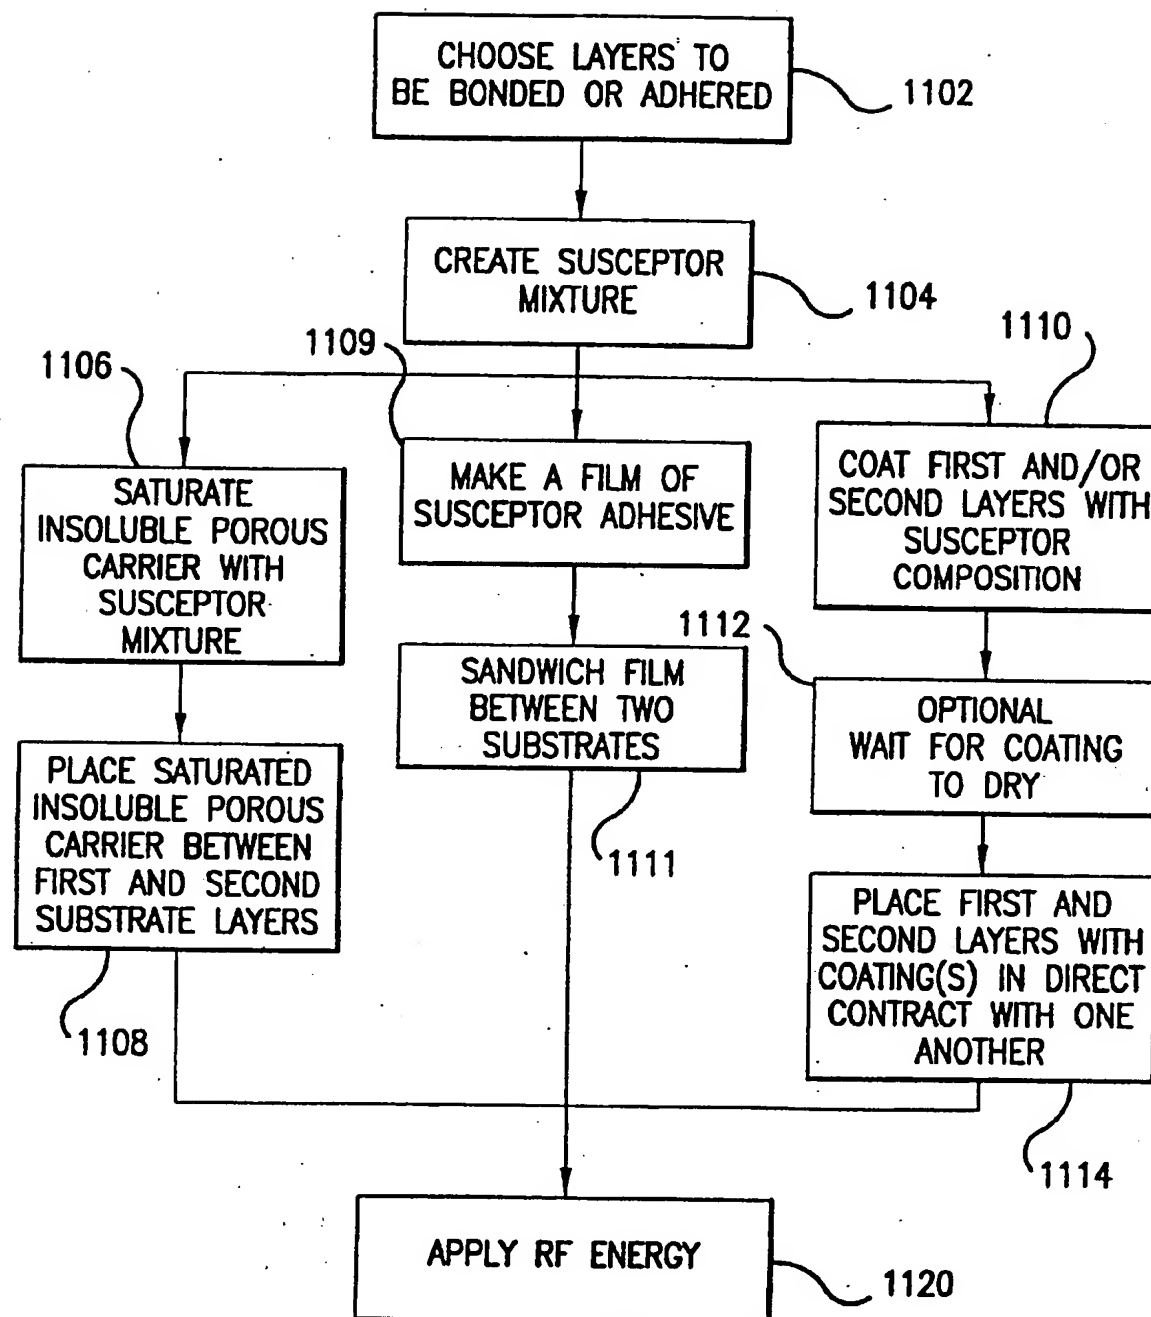 CHOOSE LAYERS TO
BE BONDED OR ADHERED
1102
CREATE SUSCEPTOR
MIXTURE
1104
1106
SATURATE
INSOLUBLE POROUS
CARRIER WITH
SUSCEPTOR
MIXTURE
PLACE SATURATED
INSOLUBLE POROUS
CARRIER BETWEEN
FIRST AND SECOND
SUBSTRATE LAYERS
1108
1109
MAKE A FILM OF
SUSCEPTOR ADHESIVE
SANDWICH FILM
BETWEEN TWO
SUBSTRATES
1111
1110
COAT FIRST AND/OR
SECOND LAYERS WITH
SUSCEPTOR
COMPOSITION
1112
OPTIONAL
WAIT FOR COATING
TO DRY
PLACE FIRST AND
SECOND LAYERS WITH
COATING(S) IN DIRECT
CONTRACT WITH ONE
ANOTHER
1114
APPLY RF ENERGY
1120